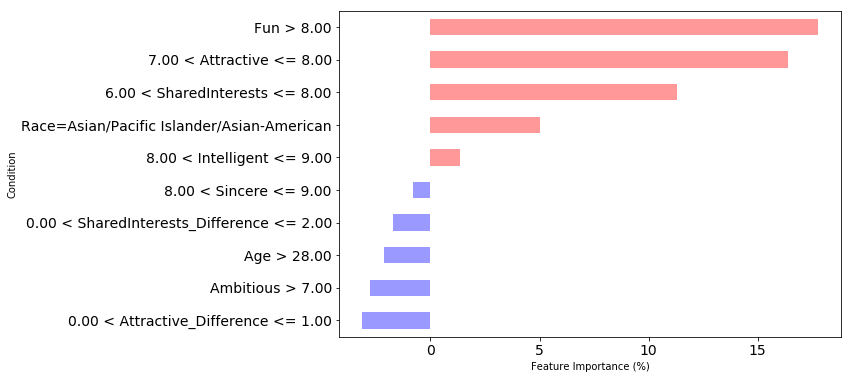 Fun > 8.00
7.00 < Attractive <= 8.00
6.00 < SharedInterests <= 8.00
Race=Asian/Pacific Islander/Asian-American
8.00 < Intelligent <= 9.00
8.00 < Sincere <= 9.00
0.00 < SharedInterests_Difference <= 2.00
Age > 28.00
Ambitious > 7.00
0.00 < Attractive_Difference <= 1.00
Condition
0 5 10 15
Feature Importance (%)